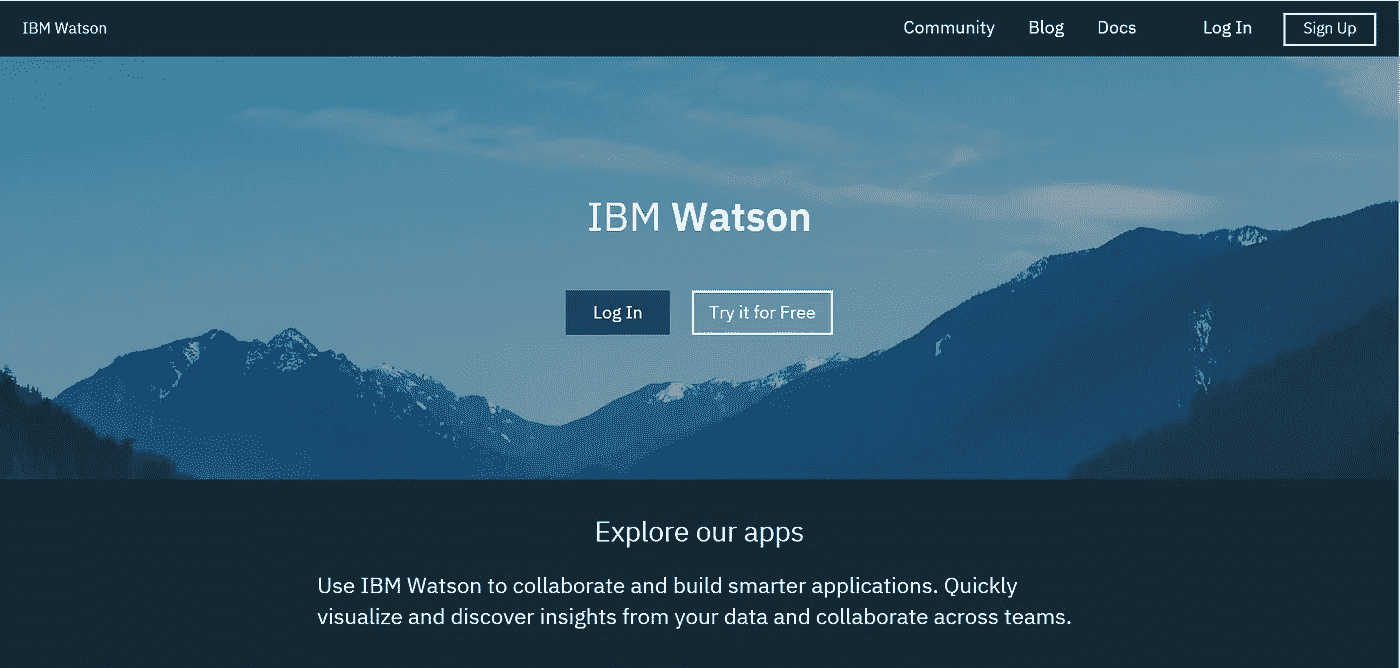 IBM Watson
Community
Blog
Docs
Log In
Sign Up
IBM Watson
Log In
Try it for Free
Explore our apps
Use IBM Watson to collaborate and build smarter applications. Quickly
visualize and discover insights from your data and collaborate across teams.